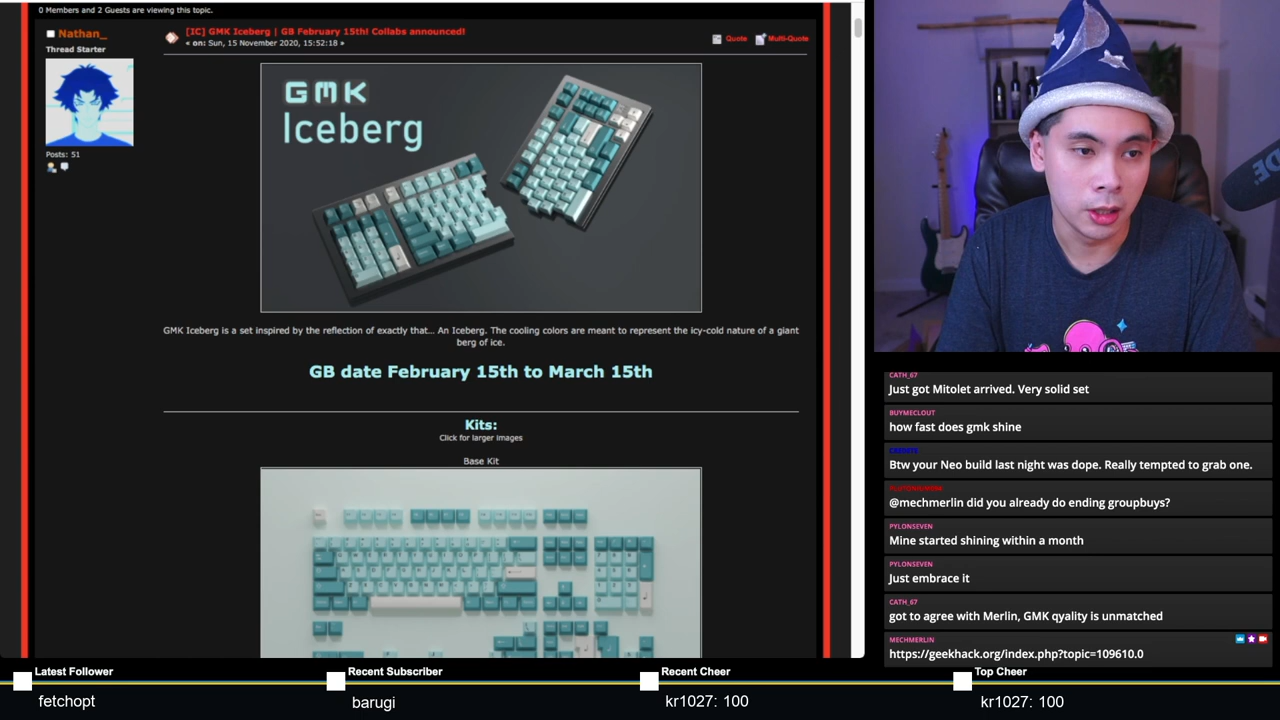 0 Members and 2 Guests are viewing this topic.
Nathan_
Thread Starter
Posts: 51
[IC] GMK Iceberg | GB February 15th! Collabs announced!
« on: Sun, 15 November 2020, 15:52:18 »
Quote
Multi-Quote
GMK
Iceberg
GMK Iceberg is a set inspired by the reflection of exactly that... An Iceberg. The cooling colors are meant to represent the icy-cold nature of a giant
berg of ice.
GB date February 15th to March 15th
Kits:
Click for larger images
Base Kit
CATH_67
Just got Mitolet arrived. Very solid set
BUYMECLOUT
how fast does gmk shine
Btw your Neo build last night was dope. Really tempted to grab one.
@mechmerlin did you already do ending groupbuys?
PYLONSEVEN
Mine started shining within a month
PYLONSEVEN
Just embrace it
CATH_67
got to agree with Merlin, GMK qyality is unmatched
MECHMERLIN
https://geekhack.org/index.php?topic=109610.0
Latest Follower
fetchopt
Recent Subscriber
barugi
Recent Cheer
kr1027: 100
Top Cheer
kr1027: 100